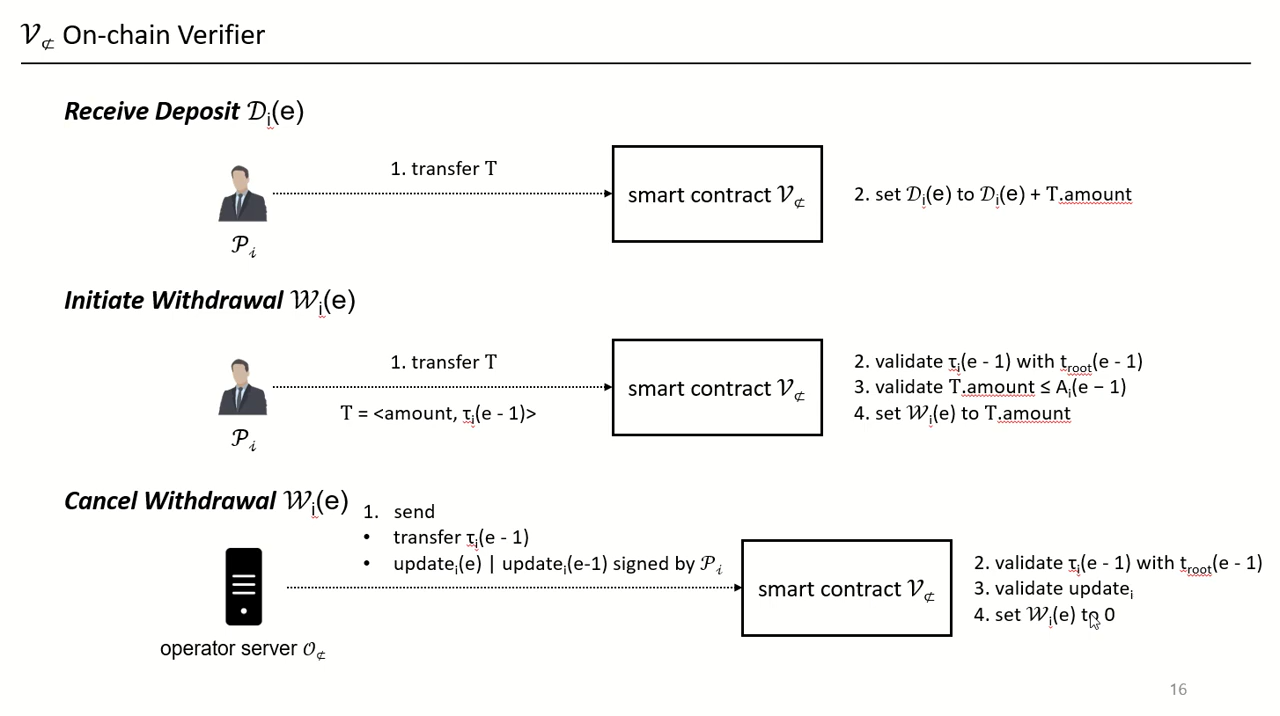 𝒱⊄ On-chain Verifier
Receive Deposit 𝒟i(e)
1. transfer T
smart contract 𝒱⊄
2. set 𝒟i(e) to 𝒟i(e) + T.amount
𝒫𝒾
Initiate Withdrawal 𝒲i(e)
1. transfer T
T = <amount, τi(e - 1)>
smart contract 𝒱⊄
2. validate τi(e - 1) with troot(e - 1)
3. validate T.amount ≤ Ai(e − 1)
4. set 𝒲i(e) to T.amount
𝒫𝒾
Cancel Withdrawal 𝒲i(e)
1. send
• transfer τi(e - 1)
• updatei(e) | updatei(e-1) signed by 𝒫𝒾
smart contract 𝒱⊄
2. validate τi(e - 1) with troot(e - 1)
3. validate updatei
4. set 𝒲i(e) to 0
operator server 𝒪⊄
16